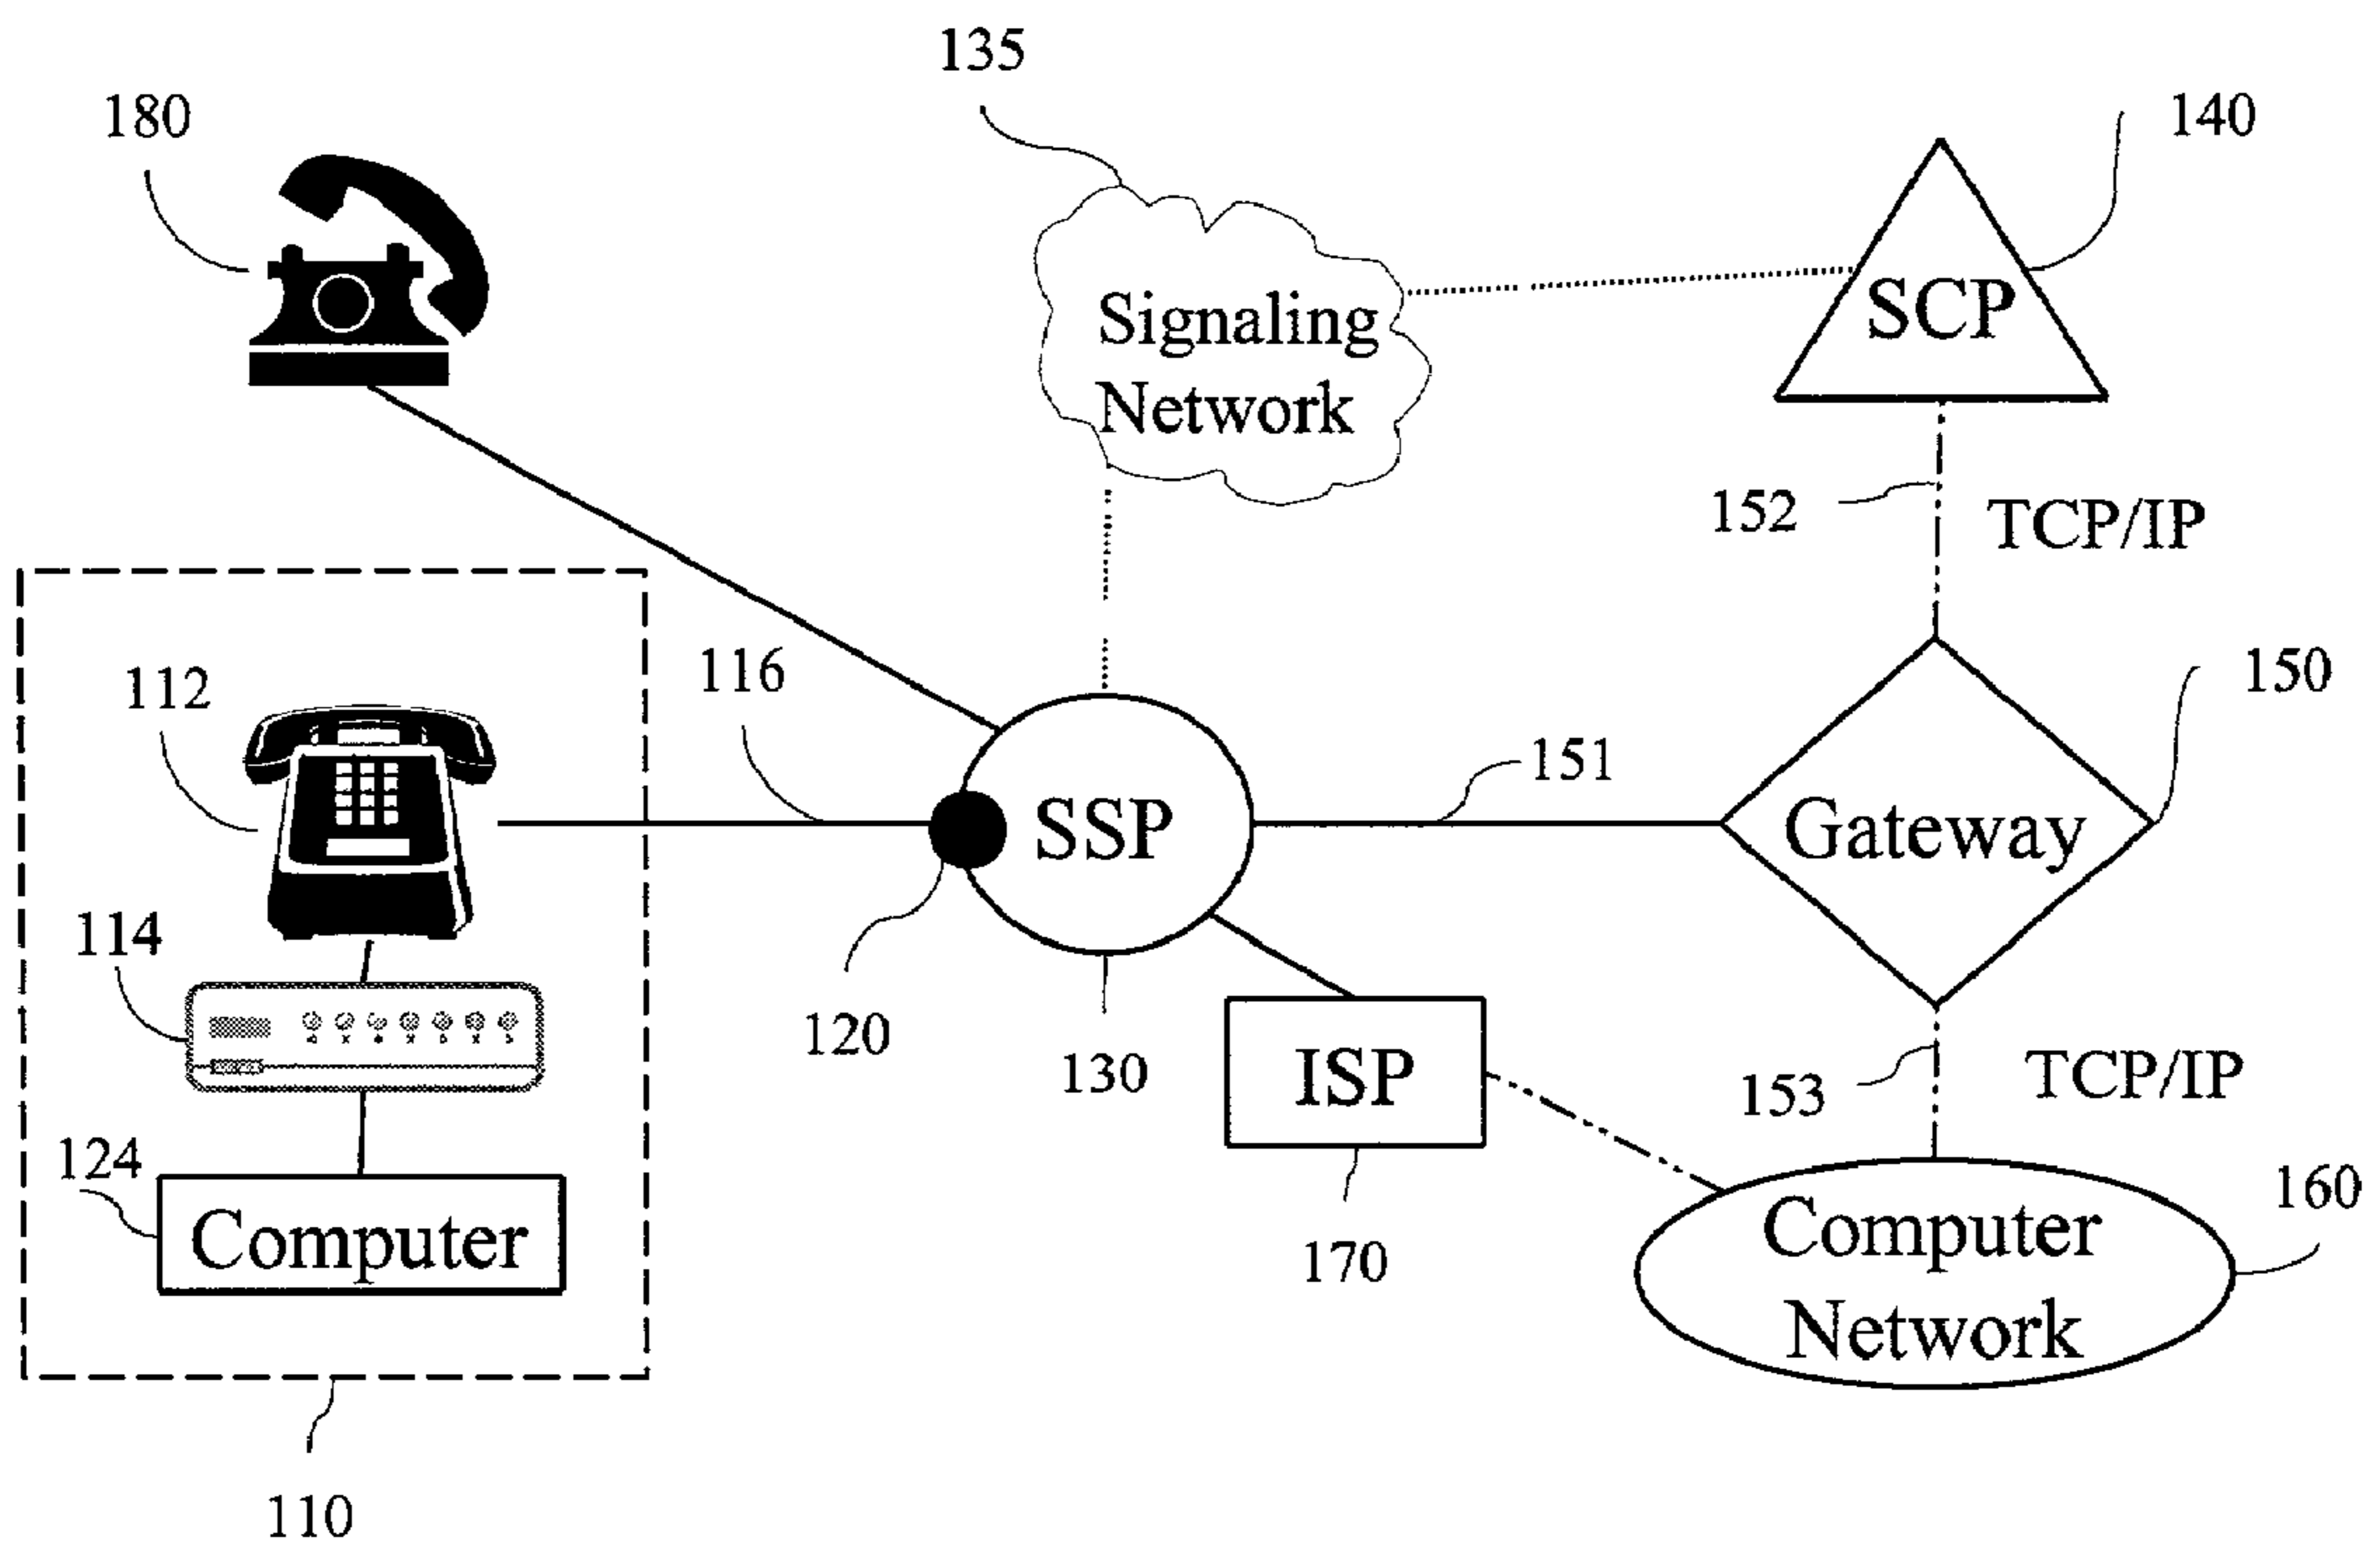 135
180
140
Signaling
Network
SCP
152
TCP/IP
116
112
150
151
SSP
Gateway
114
120
130
ISP
153
TCP/IP
124
Computer
170
Computer
Network
160
110